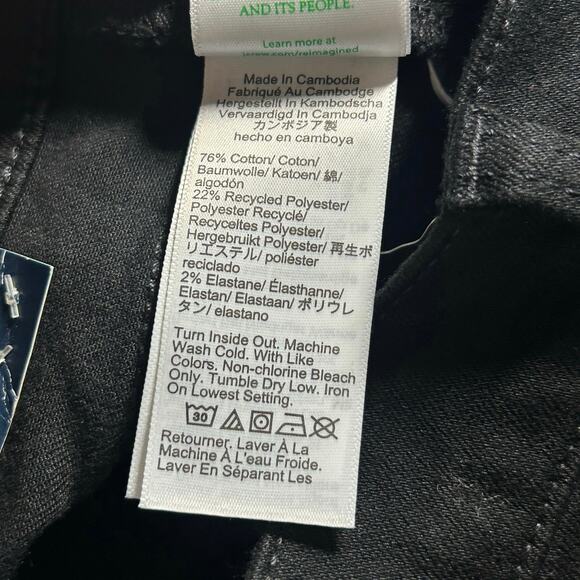 AND ITS PEOPLE.
Learn more at
Made In Cambodia
Fabriqué Au Cambodge
Hergestellt In Kambodscha
Vervaardigd In Cambodja
カンボジア製
hecho en camboya
76% Cotton/ Coton/
Baumwolle/ Katoen/ 綿/
algodón
22% Recycled Polyester/
Polyester Recyclé/
Recyceltes Polyester/
Hergebruikt Polyester/ 再生ポ
リエステル/ poliéster
reciclado
2% Elastane/ Élasthanne/
Elastan/ Elastaan/ ポリウレ
タン/ elastano
Turn Inside Out. Machine
Wash Cold. With Like
Colors. Non-chlorine Bleach
Only. Tumble Dry Low. Iron
On Lowest Setting.
30
Retourner. Laver À La
Machine À L'eau Froide.
Laver En Séparant Les